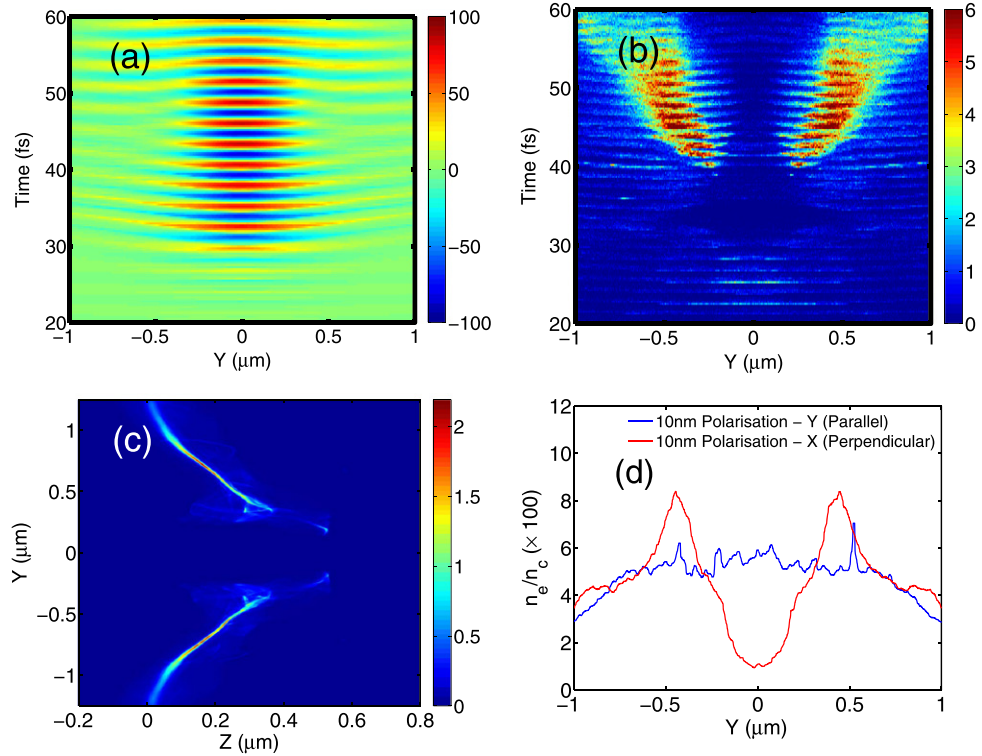 (a)
60
50
40
30
20
Time (fs)
−1 −0.5 0 0.5 1
Y (μm)
100
50
0
−50
−100
(b)
60
50
40
30
20
Time (fs)
−1 −0.5 0 0.5 1
Y (μm)
6
5
4
3
2
1
0
(c)
1
0.5
0
−0.5
−1
Y (μm)
−0.2 0 0.2 0.4 0.6 0.8
Z (μm)
2
1.5
1
0.5
0
(d)
10nm Polarisation − Y (Parallel)
10nm Polarisation − X (Perpendicular)
12
10
8
6
4
2
0
n_e/n_c (× 100)
−1 −0.5 0 0.5 1
Y (μm)